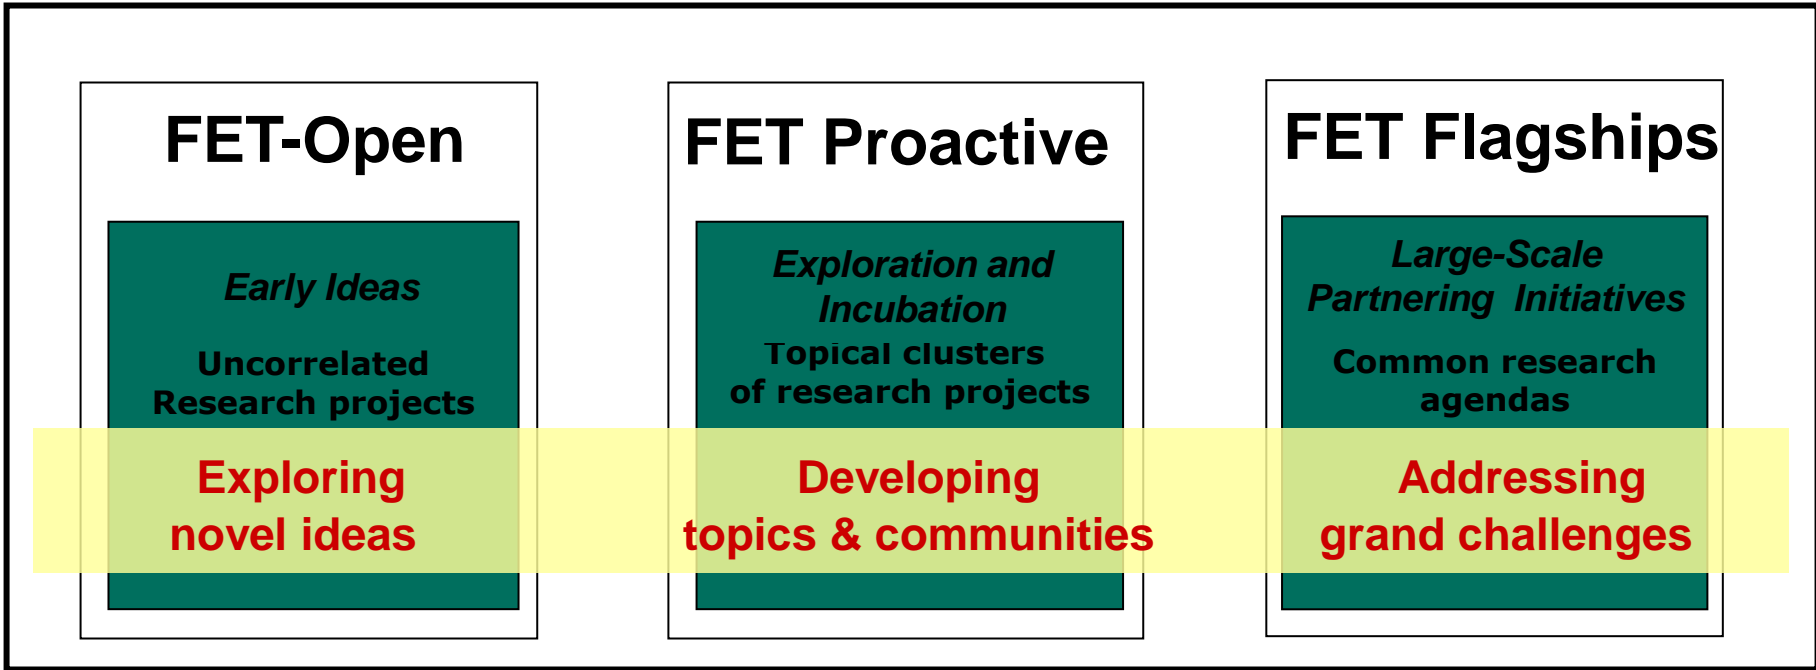 FET-Open
Early Ideas
Uncorrelated
Research projects
Exploring
novel ideas
FET Proactive
Exploration and
Incubation
Topical clusters
of research projects
Developing
topics & communities
FET Flagships
Large-Scale
Partnering Initiatives
Common research
agendas
Addressing
grand challenges